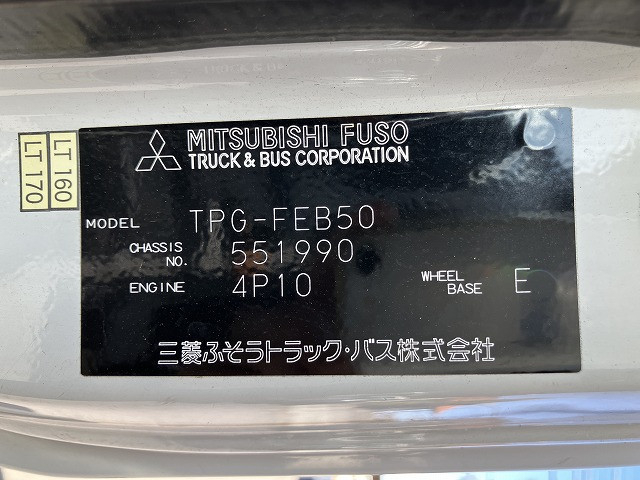 MITSUBISHI FUSO
TRUCK & BUS CORPORATION
LT 160
LT 170
MODEL TPG-FEB50
CHASSIS NO. 551990
ENGINE 4P10
WHEEL BASE E
三菱ふそうトラック・バス株式会社